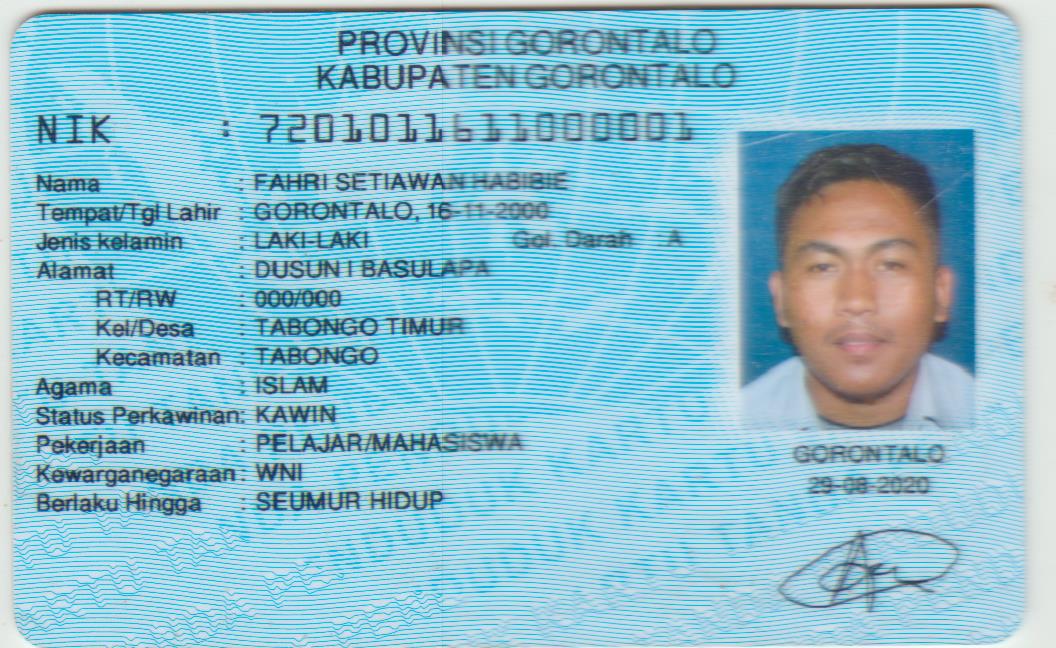 PROVINSI GORONTALO
KABUPATEN GORONTALO
NIK : 7201011611000001
Nama : FAHRI SETIAWAN HABIBIE
Tempat/Tgl Lahir : GORONTALO, 16-11-2000
Jenis kelamin : LAKI-LAKI Gol. Darah : A
Alamat : DUSUN I BASULAPA
RT/RW : 000/000
Kel/Desa : TABONGO TIMUR
Kecamatan : TABONGO
Agama : ISLAM
Status Perkawinan: KAWIN
Pekerjaan : PELAJAR/MAHASISWA
Kewarganegaraan: WNI
Berlaku Hingga : SEUMUR HIDUP
GORONTALO
29-08-2020